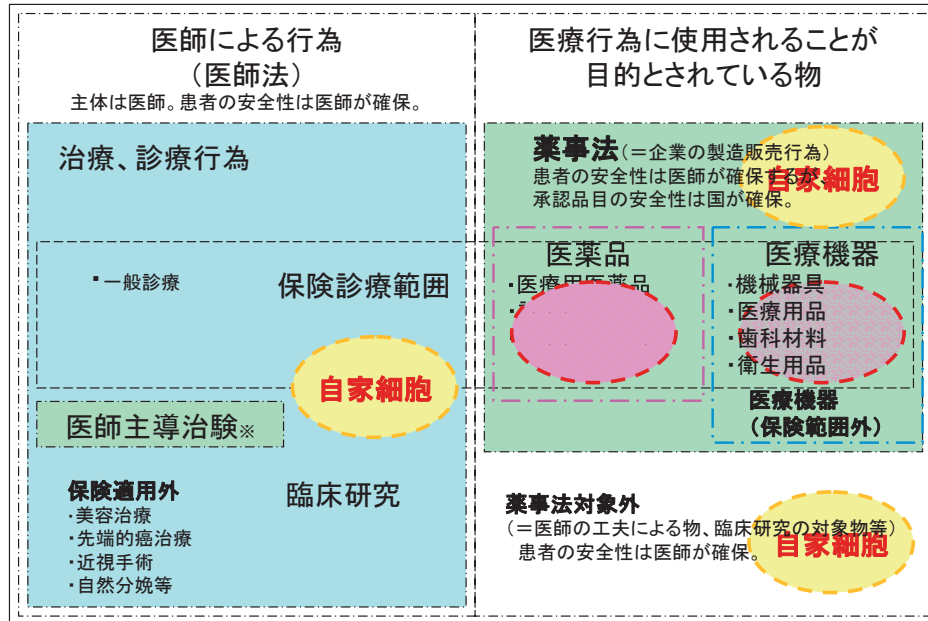 医師による行為
（医師法）
主体は医師。患者の安全性は医師が確保。
治療、診療行為
・一般診療
保険診療範囲
自家細胞
医師主導治験※
保険適用外
・美容治療
・先端的癌治療
・近視手術
・自然分娩等
臨床研究
医療行為に使用されることが
目的とされている物
薬事法（＝企業の製造販売行為）
患者の安全性は医師が確保するが、
承認品目の安全性は国が確保。
自家細胞
医薬品
・医療用医薬品
医療機器
・機械器具
・医療用品
・歯科材料
・衛生用品
医療機器
（保険範囲外）
薬事法対象外
（＝医師の工夫による物、臨床研究の対象物等）
患者の安全性は医師が確保。
自家細胞